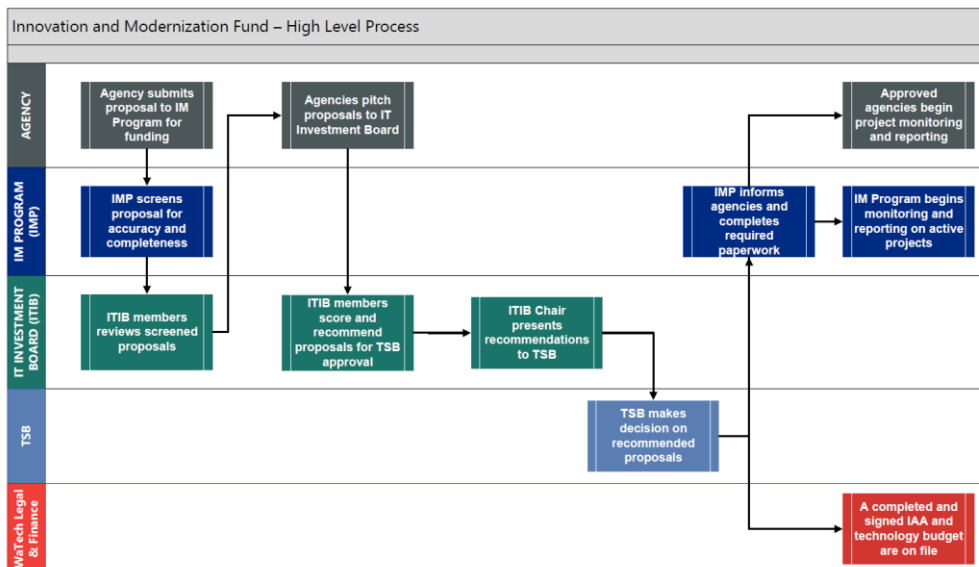 Innovation and Modernization Fund – High Level Process
AGENCY
Agency submits
proposal to IM
Program for
funding
Agencies pitch
proposals to IT
Investment Board
Approved
agencies begin
project monitoring
and reporting
IM PROGRAM
(IMP)
IMP screens
proposal for
accuracy and
completeness
IMP informs
agencies and
completes
required
paperwork
IM Program begins
monitoring and
reporting on active
projects
IT INVESTMENT
BOARD (ITIB)
ITIB members
reviews screened
proposals
ITIB members
score and
recommend
proposals for TSB
approval
ITIB Chair
presents
recommendations
to TSB
TSB
TSB makes
decision on
recommended
proposals
WaTech Legal
& Finance
A completed and
signed IAA and
technology budget
are on file